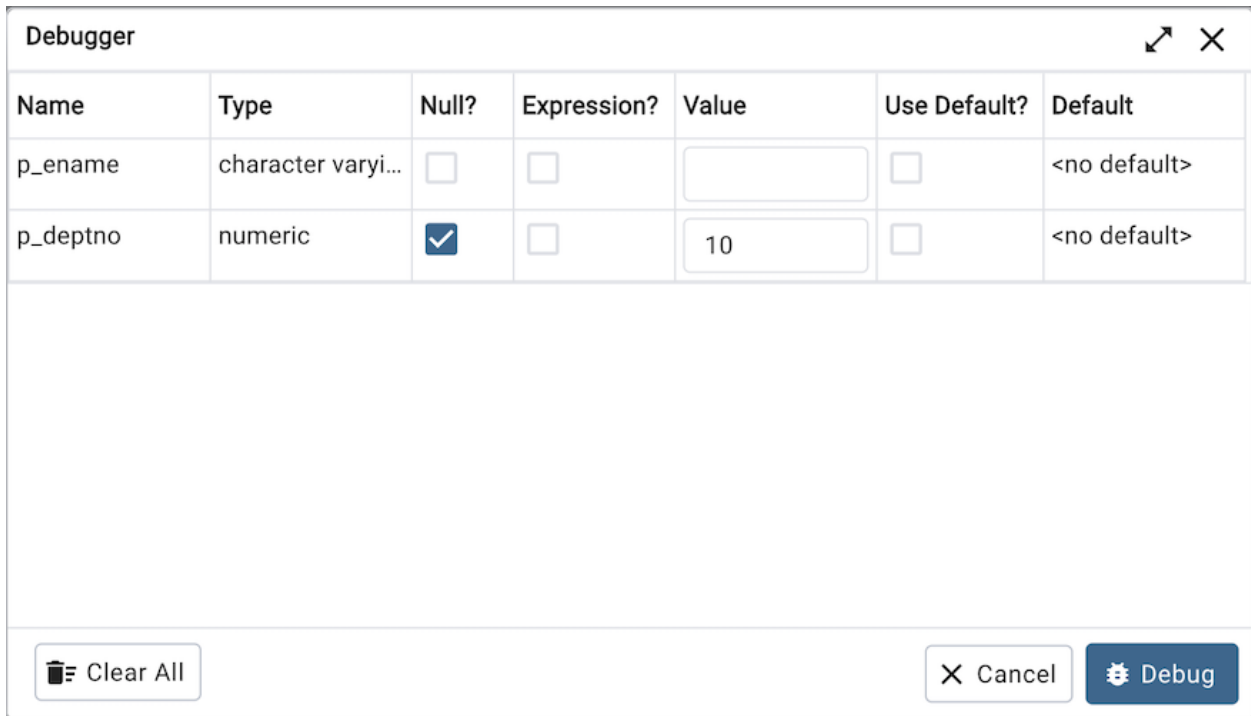 Debugger
Name Type Null? Expression? Value Use Default? Default
p_ename character varyi... <no default>
p_deptno numeric 10 <no default>
Clear All Cancel Debug